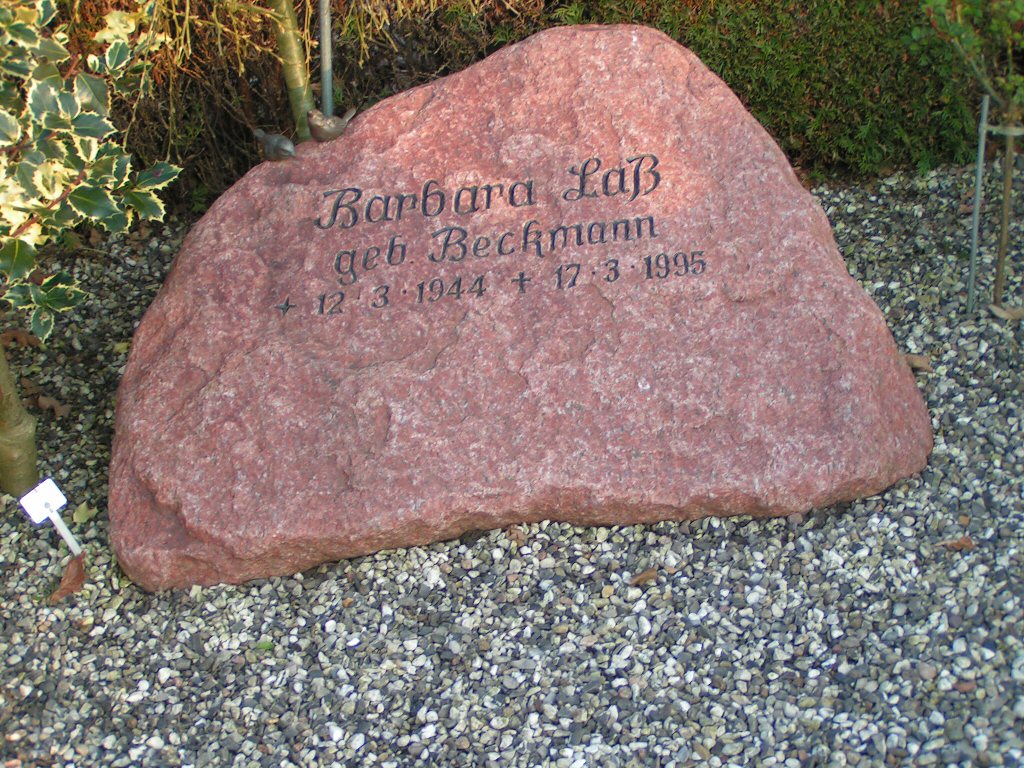 Barbara Laß
geb. Beckmann
+ 12·3·1944 + 17·3·1995